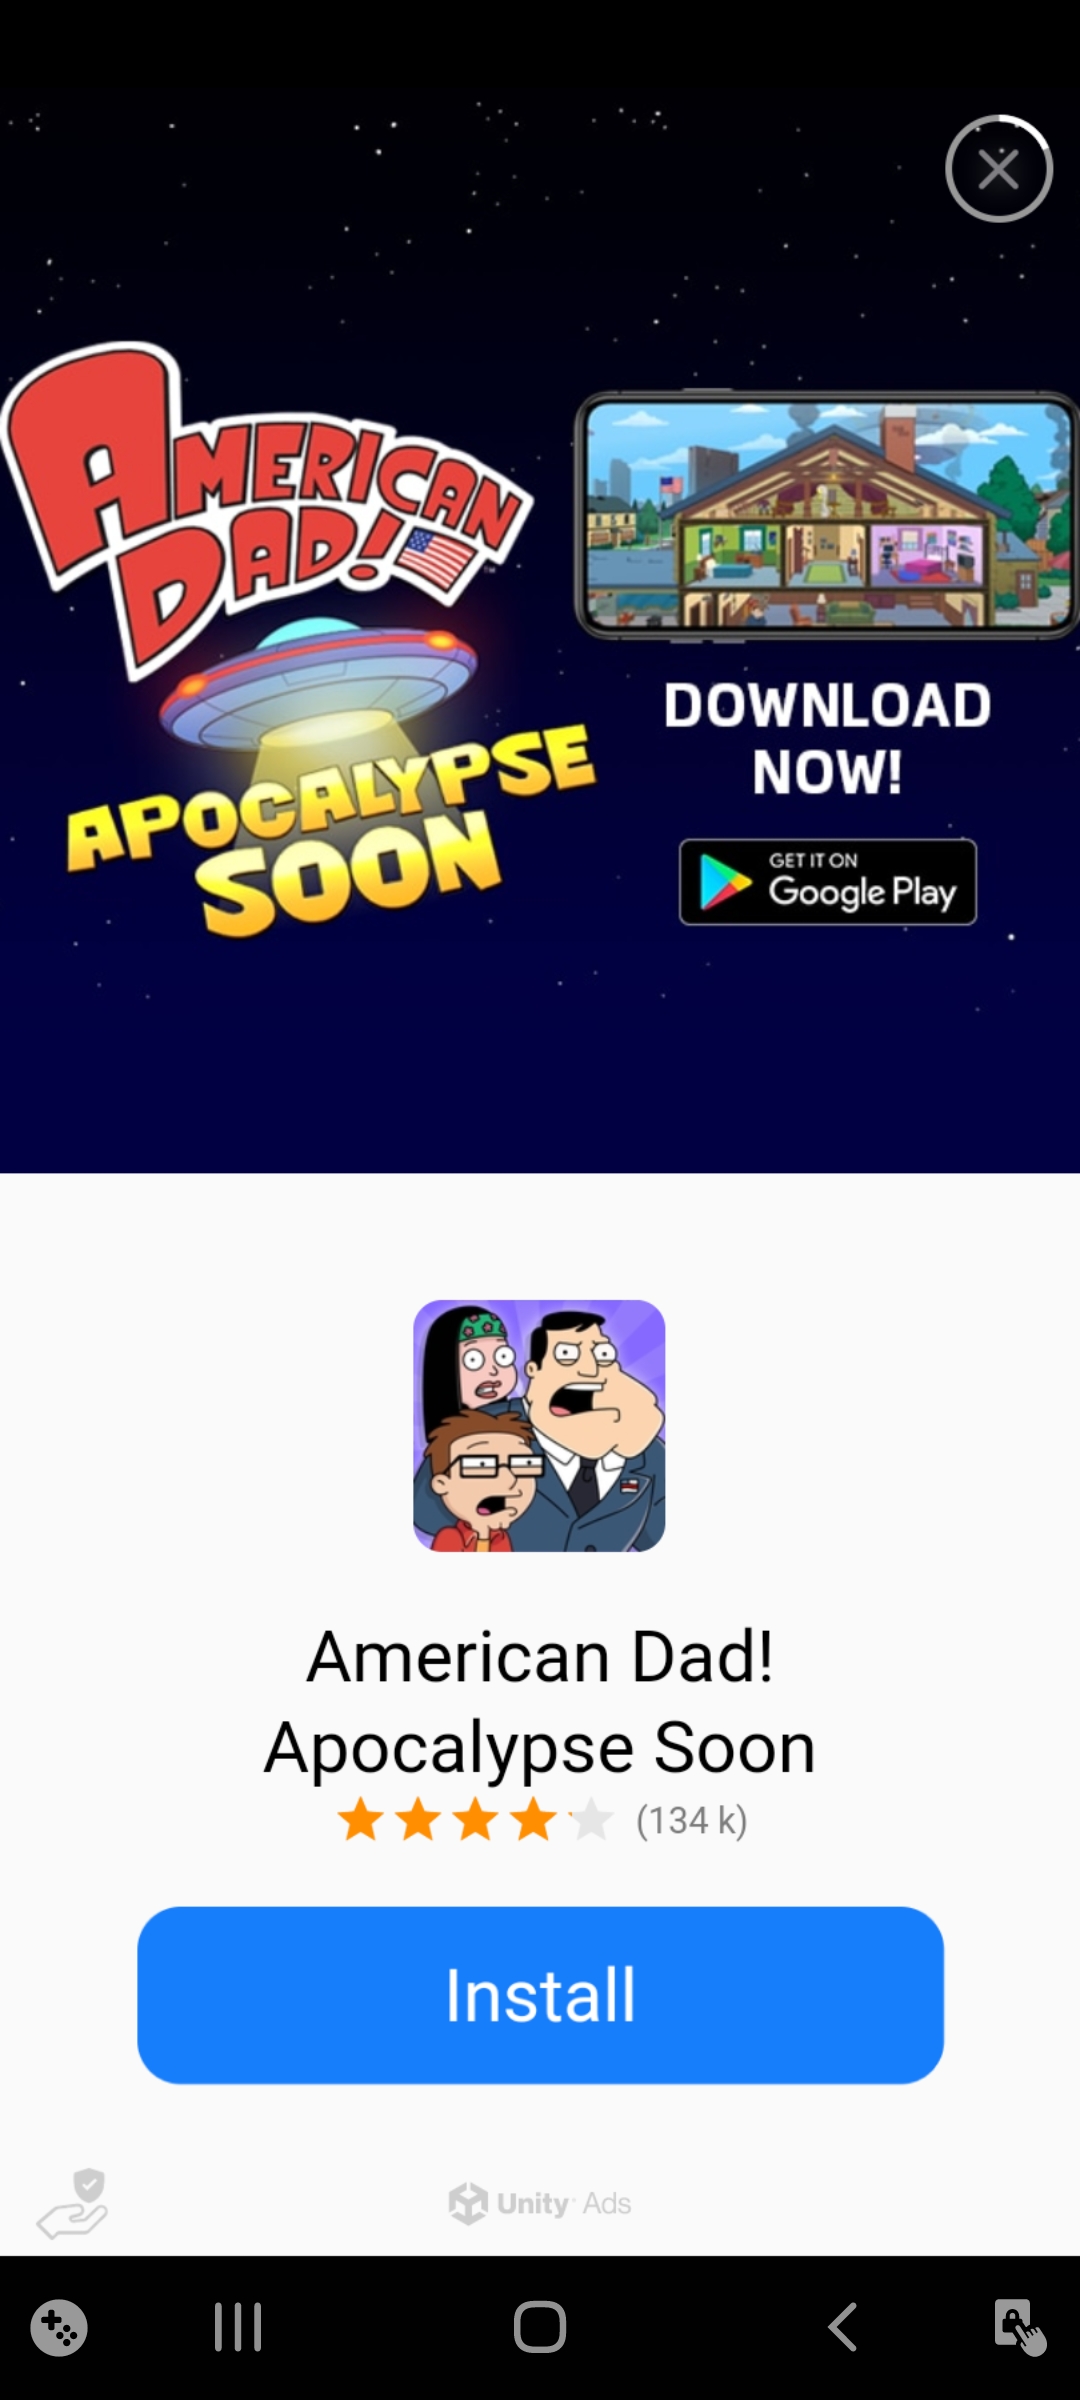 AMERICAN
DAD!
™
APOCALYPSE
SOON
DOWNLOAD
NOW!
GET IT ON
Google Play
American Dad!
Apocalypse Soon
(134 k)
Install
Unity Ads